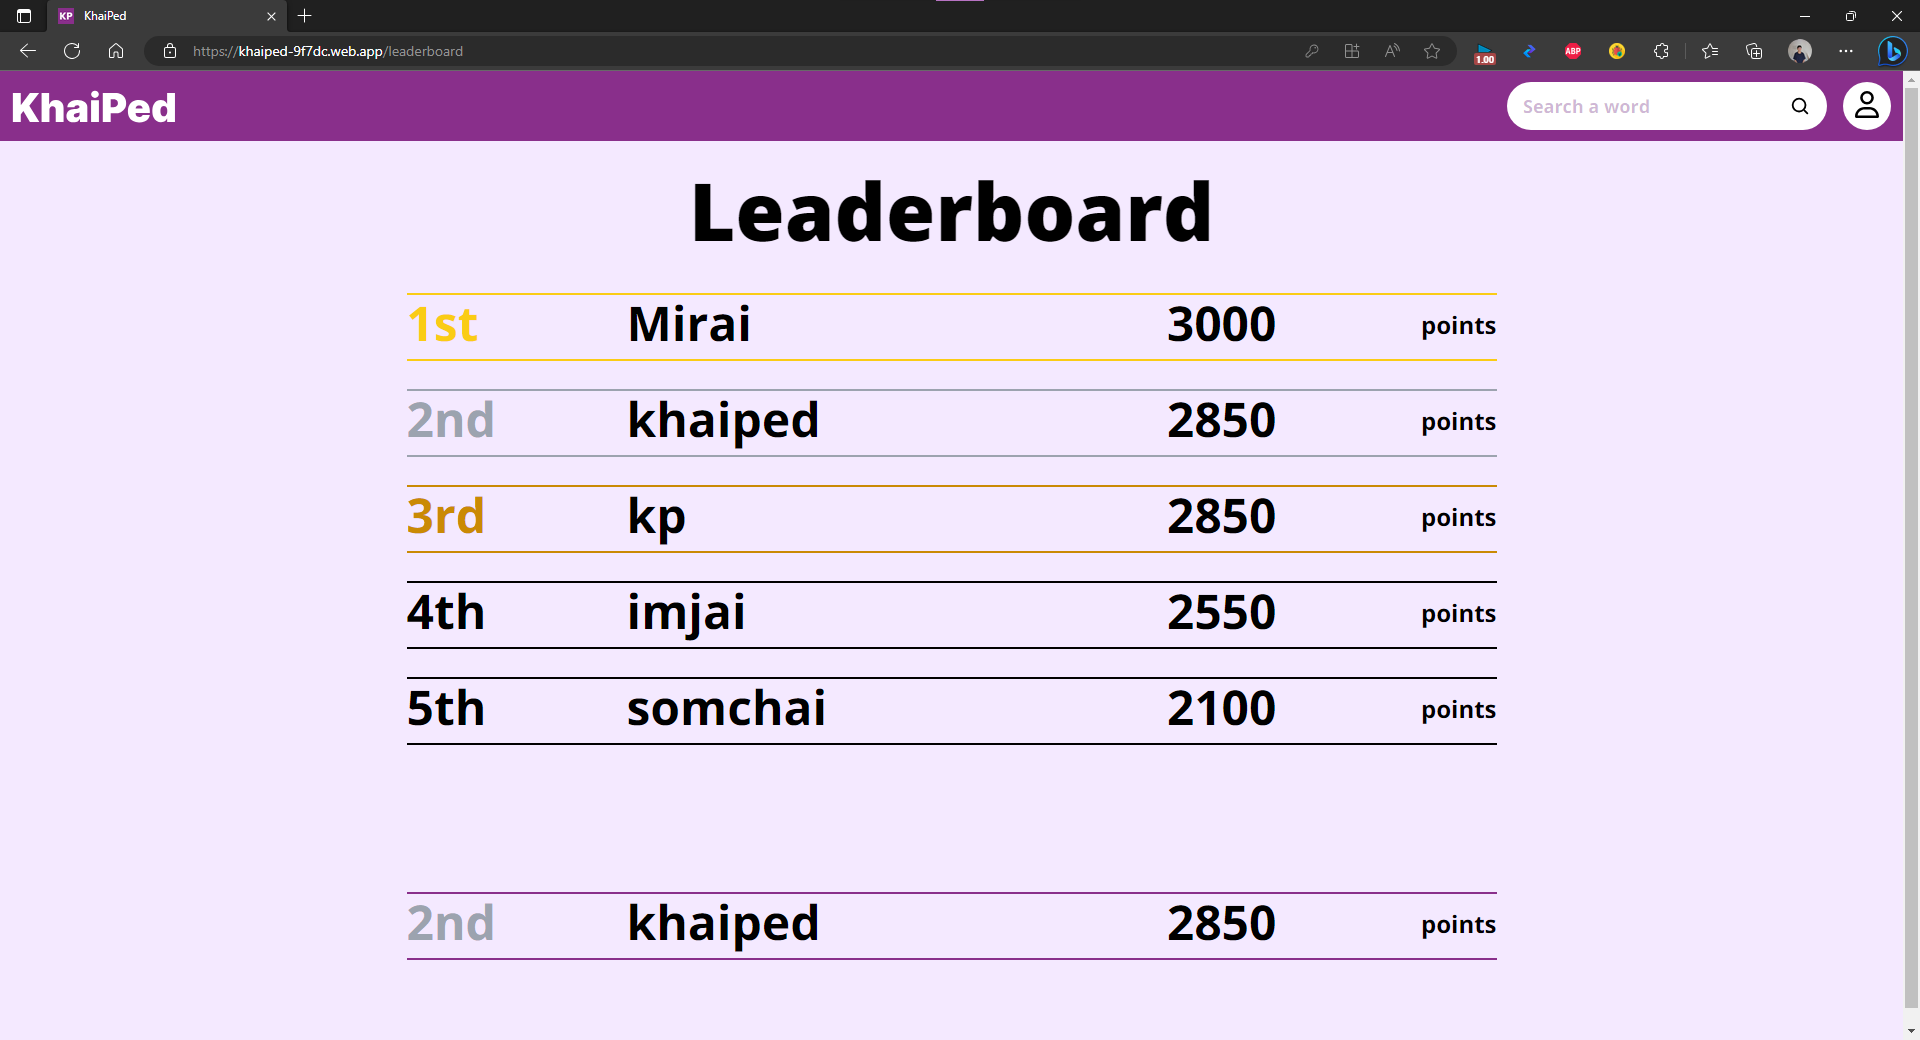 KhaiPed
https://khaiped-9f7dc.web.app/leaderboard
1.00
ABP
KhaiPed
Search a word
Leaderboard
1st Mirai 3000 points
2nd khaiped 2850 points
3rd kp 2850 points
4th imjai 2550 points
5th somchai 2100 points
2nd khaiped 2850 points